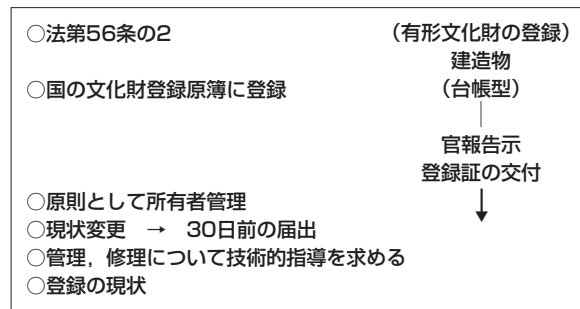 ○法第56条の2
(有形文化財の登録)
建造物
○国の文化財登録原簿に登録
(台帳型)
官報告示
登録証の交付
○原則として所有者管理
○現状変更 → 30日前の届出
○管理,修理について技術的指導を求める
○登録の現状